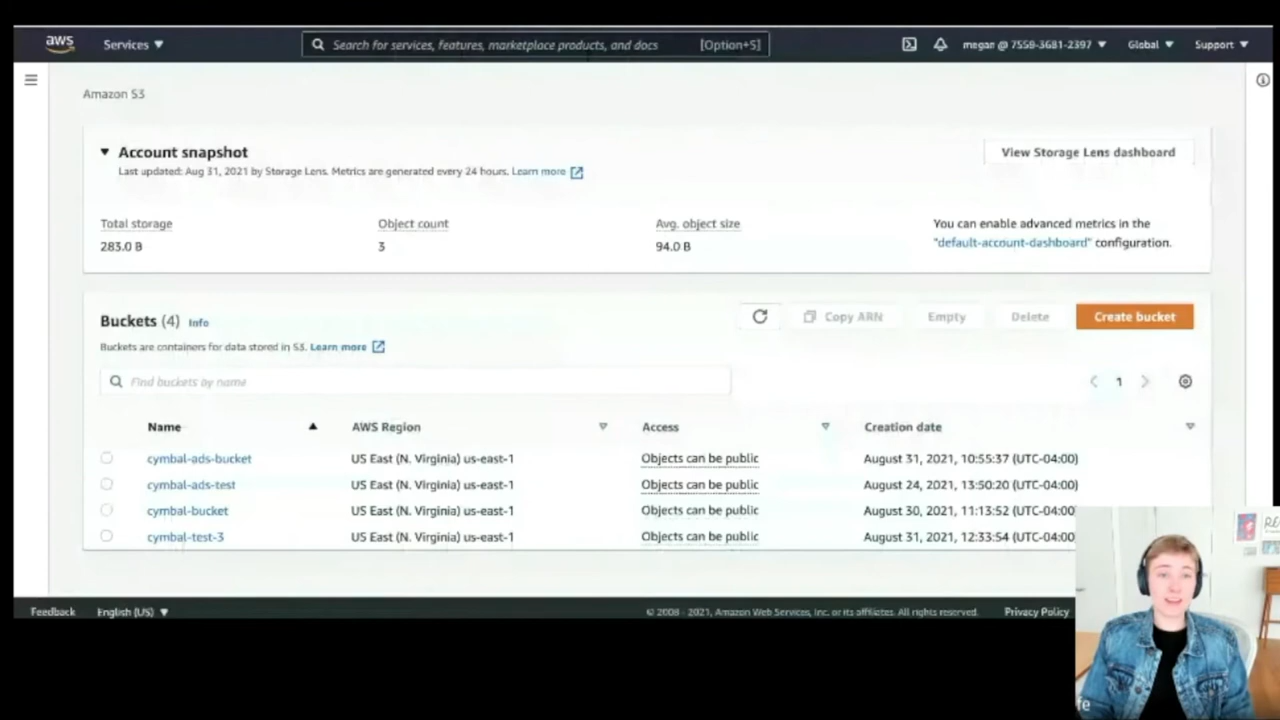 aws Services ▼ Search for services, features, marketplace products, and docs [Option+S] megan @ 7559-3681-2397 ▼ Global ▼ Support ▼
Amazon S3
▼ Account snapshot View Storage Lens dashboard
Last updated: Aug 31, 2021 by Storage Lens. Metrics are generated every 24 hours. Learn more
Total storage Object count Avg. object size You can enable advanced metrics in the
283.0 B 3 94.0 B "default-account-dashboard" configuration.
Buckets (4) Info Copy ARN Empty Delete Create bucket
Buckets are containers for data stored in S3. Learn more
Find buckets by name 1
Name AWS Region Access Creation date
cymbal-ads-bucket US East (N. Virginia) us-east-1 Objects can be public August 31, 2021, 10:55:37 (UTC-04:00)
cymbal-ads-test US East (N. Virginia) us-east-1 Objects can be public August 24, 2021, 13:50:20 (UTC-04:00)
cymbal-bucket US East (N. Virginia) us-east-1 Objects can be public August 30, 2021, 11:13:52 (UTC-04:00)
cymbal-test-3 US East (N. Virginia) us-east-1 Objects can be public August 31, 2021, 12:33:54 (UTC-04:00)
Feedback English (US) ▼ © 2008 - 2021, Amazon Web Services, Inc. or its affiliates. All rights reserved. Privacy Policy